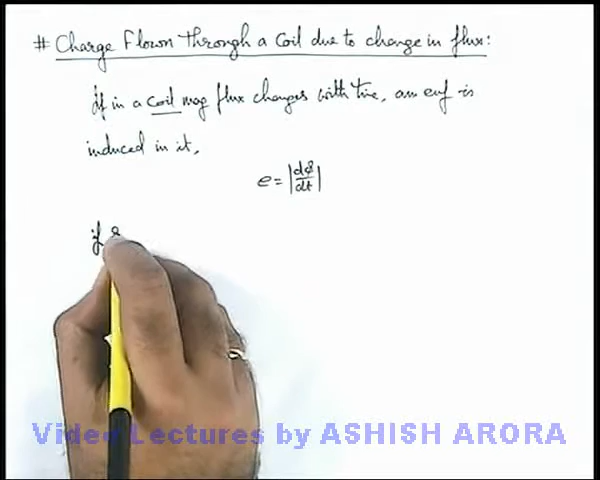 # Charge Flown Through a Coil due to change in flux:
If in a coil mag flux changes with time, an emf is
induced in it,
e = |dΦ/dt|
if
Video Lectures by ASHISH ARORA